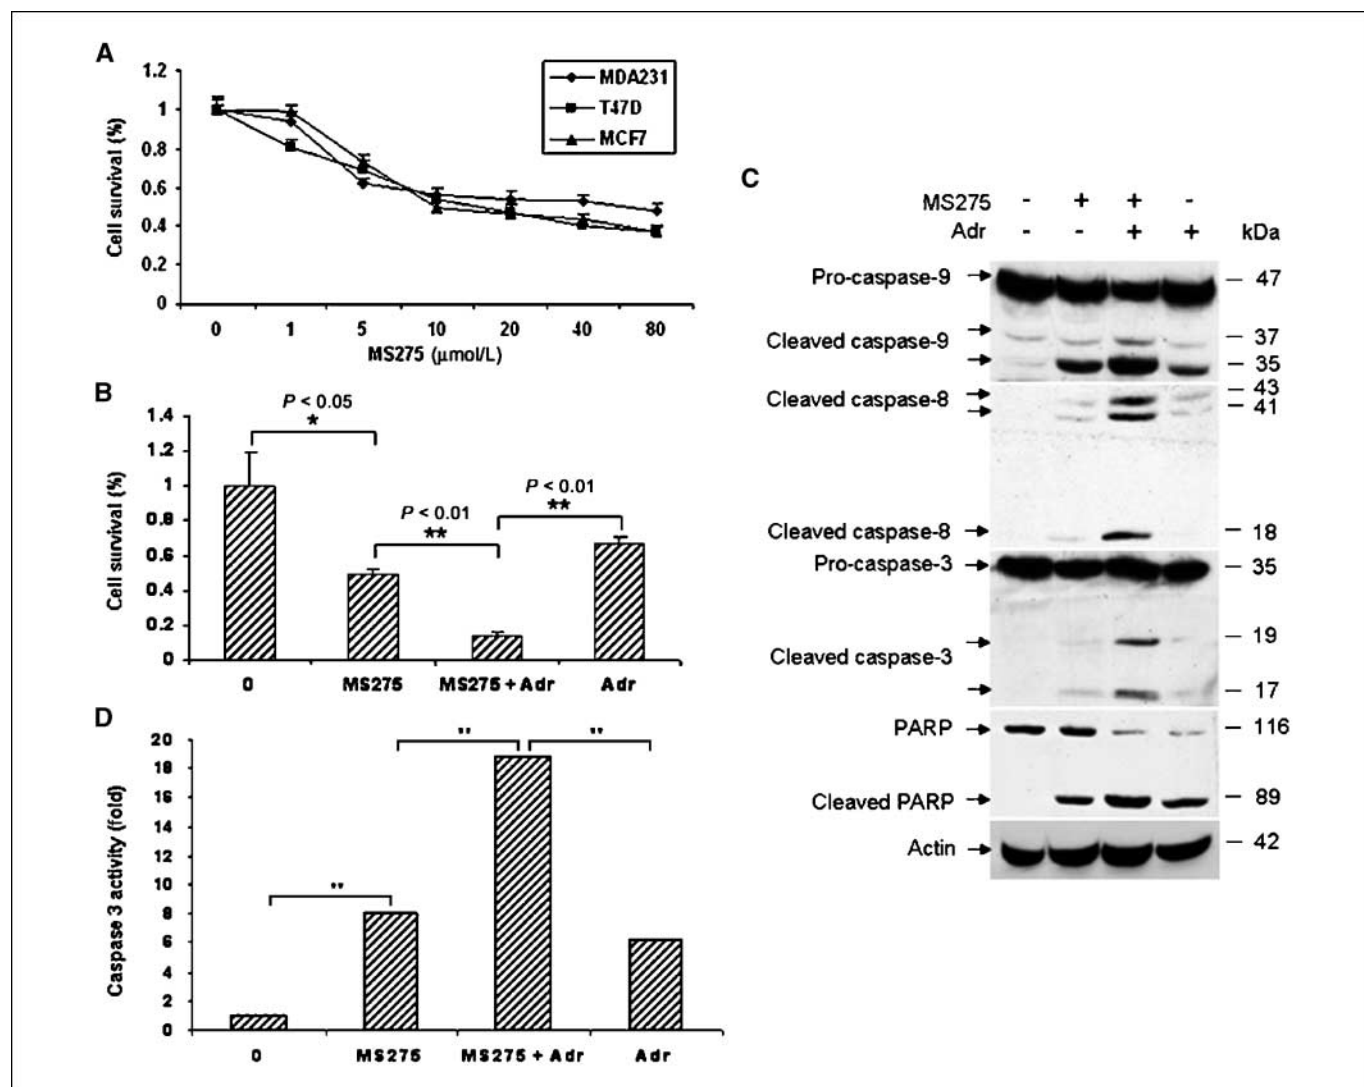 A
1.2
1
0.8
0.6
0.4
0.2
0
Cell survival (%)
MDA231
T47D
MCF7
0 1 5 10 20 40 80
MS275 (μmol/L)
B
1.4
1.2
1
0.8
0.6
0.4
0.2
0
Cell survival (%)
P < 0.05
*
P < 0.01
**
P < 0.01
**
0 MS275 MS275 + Adr Adr
C
MS275 - + + -
Adr - - + + kDa
Pro-caspase-9 47
Cleaved caspase-9 37
35
Cleaved caspase-8 43
41
Cleaved caspase-8 18
Pro-caspase-3 35
Cleaved caspase-3 19
17
PARP 116
Cleaved PARP 89
Actin 42
D
20
18
16
14
12
10
8
6
4
2
0
Caspase 3 activity (fold)
**
**
**
0 MS275 MS275 + Adr Adr